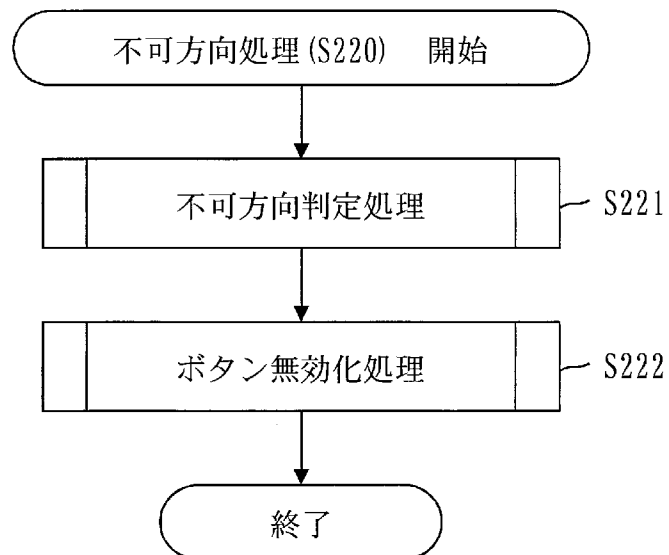 不可方向処理(S220) 開始
不可方向判定処理
S221
ボタン無効化処理
S222
終了